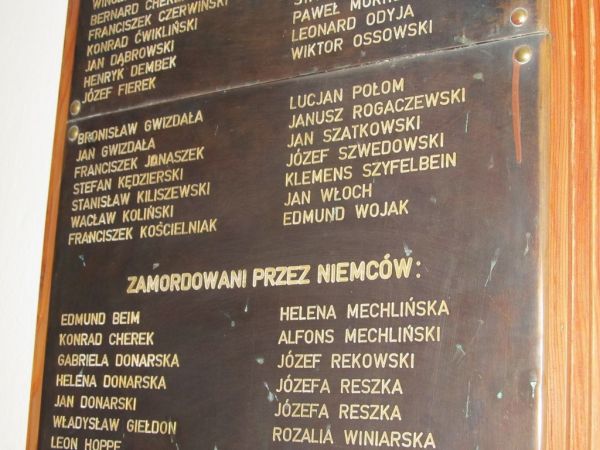 BERNARD
FRANCISZEK CZERWIŃSKI
KONRAD ĆWIKLIŃSKI
JAN DĄBROWSKI
HENRYK DEMBEK
JÓZEF FIEREK
PAWEŁ
LEONARD ODYJA
WIKTOR OSSOWSKI
BRONISŁAW GWIZDAŁA
JAN GWIZDAŁA
FRANCISZEK JANASZEK
STEFAN KĘDZIERSKI
STANISŁAW KILISZEWSKI
WACŁAW KOLIŃSKI
FRANCISZEK KOŚCIELNIAK
LUCJAN POŁOM
JANUSZ ROGACZEWSKI
JAN SZATKOWSKI
JÓZEF SZWEDOWSKI
KLEMENS SZYFELBEIN
JAN WŁOCH
EDMUND WOJAK
ZAMORDOWANI PRZEZ NIEMCÓW:
EDMUND BEIM
KONRAD CHEREK
GABRIELA DONARSKA
HELENA DONARSKA
JAN DONARSKI
WŁADYSŁAW GIEŁDON
LEON HOPPE
HELENA MECHLIŃSKA
ALFONS MECHLIŃSKI
JÓZEF REKOWSKI
JÓZEFA RESZKA
JÓZEFA RESZKA
ROZALIA WINIARSKA